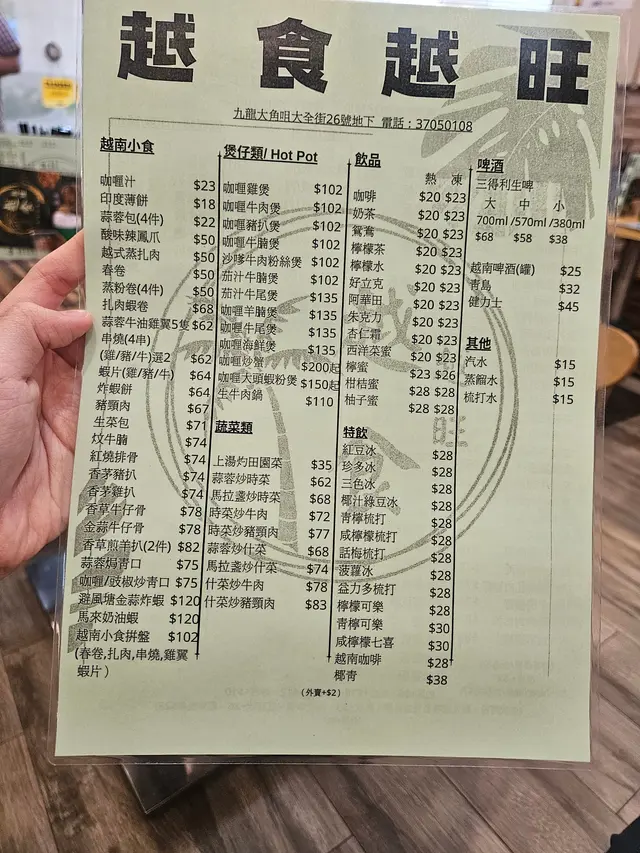 越食越旺
九龍大角咀大全街26號地下 電話：37050108
越南小食
咖喱汁 $23
印度薄餅 $18
蒜蓉包(4件) $22
酸味辣鳳爪 $50
越式蒸扎肉 $50
春卷 $50
蒸粉卷(4件) $50
扎肉蝦卷 $68
蒜蓉牛油雞翼5隻 $62
串燒(4串)
(雞/豬/牛)選2 $62
蝦片(雞/豬/牛) $64
炸蝦餅 $64
豬頸肉 $67
生菜包 $71
炆牛腩 $74
紅燒排骨 $74
香茅豬扒 $74
香茅雞扒 $74
香草牛仔骨 $78
金蒜牛仔骨 $78
香草煎羊扒(2件) $82
蒜蓉焗青口 $75
咖喱/豉椒炒青口 $75
避風塘金蒜炸蝦 $120
馬來奶油蝦 $120
越南小食拼盤 $102
(春卷,扎肉,串燒,雞翼
蝦片)
煲仔類/ Hot Pot
咖喱雞煲 $102
咖喱牛肉煲 $102
咖喱豬扒煲 $102
咖喱牛腩煲 $102
沙嗲牛肉粉絲煲 $102
茄汁牛腩煲 $102
茄汁牛尾煲 $135
咖喱羊腩煲 $135
咖喱牛尾煲 $135
咖喱海鮮煲 $135
咖喱炒蟹 $200起
咖喱大頭蝦粉煲 $150起
生牛肉鍋 $110
蔬菜類
上湯灼田園菜 $35
蒜蓉炒時菜 $62
馬拉盞炒時菜 $68
時菜炒牛肉 $72
時菜炒豬頸肉 $77
蒜蓉炒什菜 $68
馬拉盞炒什菜 $74
什菜炒牛肉 $78
什菜炒豬頸肉 $83
飲品
熱 凍
咖啡 $20 $23
奶茶 $20 $23
鴛鴦 $20 $23
檸檬茶 $20 $23
檸檬水 $20 $23
好立克 $20 $23
阿華田 $20 $23
朱克力 $20 $23
杏仁霜 $20 $23
西洋菜蜜 $20 $23
檸蜜 $23 $26
柑桔蜜 $28 $28
柚子蜜 $28 $28
特飲
紅豆冰 $28
珍多冰 $28
三色冰 $28
椰汁綠豆冰 $28
青檸梳打 $28
咸檸檬梳打 $28
話梅梳打 $28
菠蘿冰 $28
益力多梳打 $28
檸檬可樂 $28
青檸可樂 $30
咸檸檬七喜 $30
越南咖啡 $28
椰青 $38
啤酒
三得利生啤
大 中 小
700ml /570ml /380ml
$68 $58 $38
越南啤酒(罐) $25
青島 $32
健力士 $45
其他
汽水 $15
蒸餾水 $15
梳打水 $15
(外賣+$2)
越
食
旺